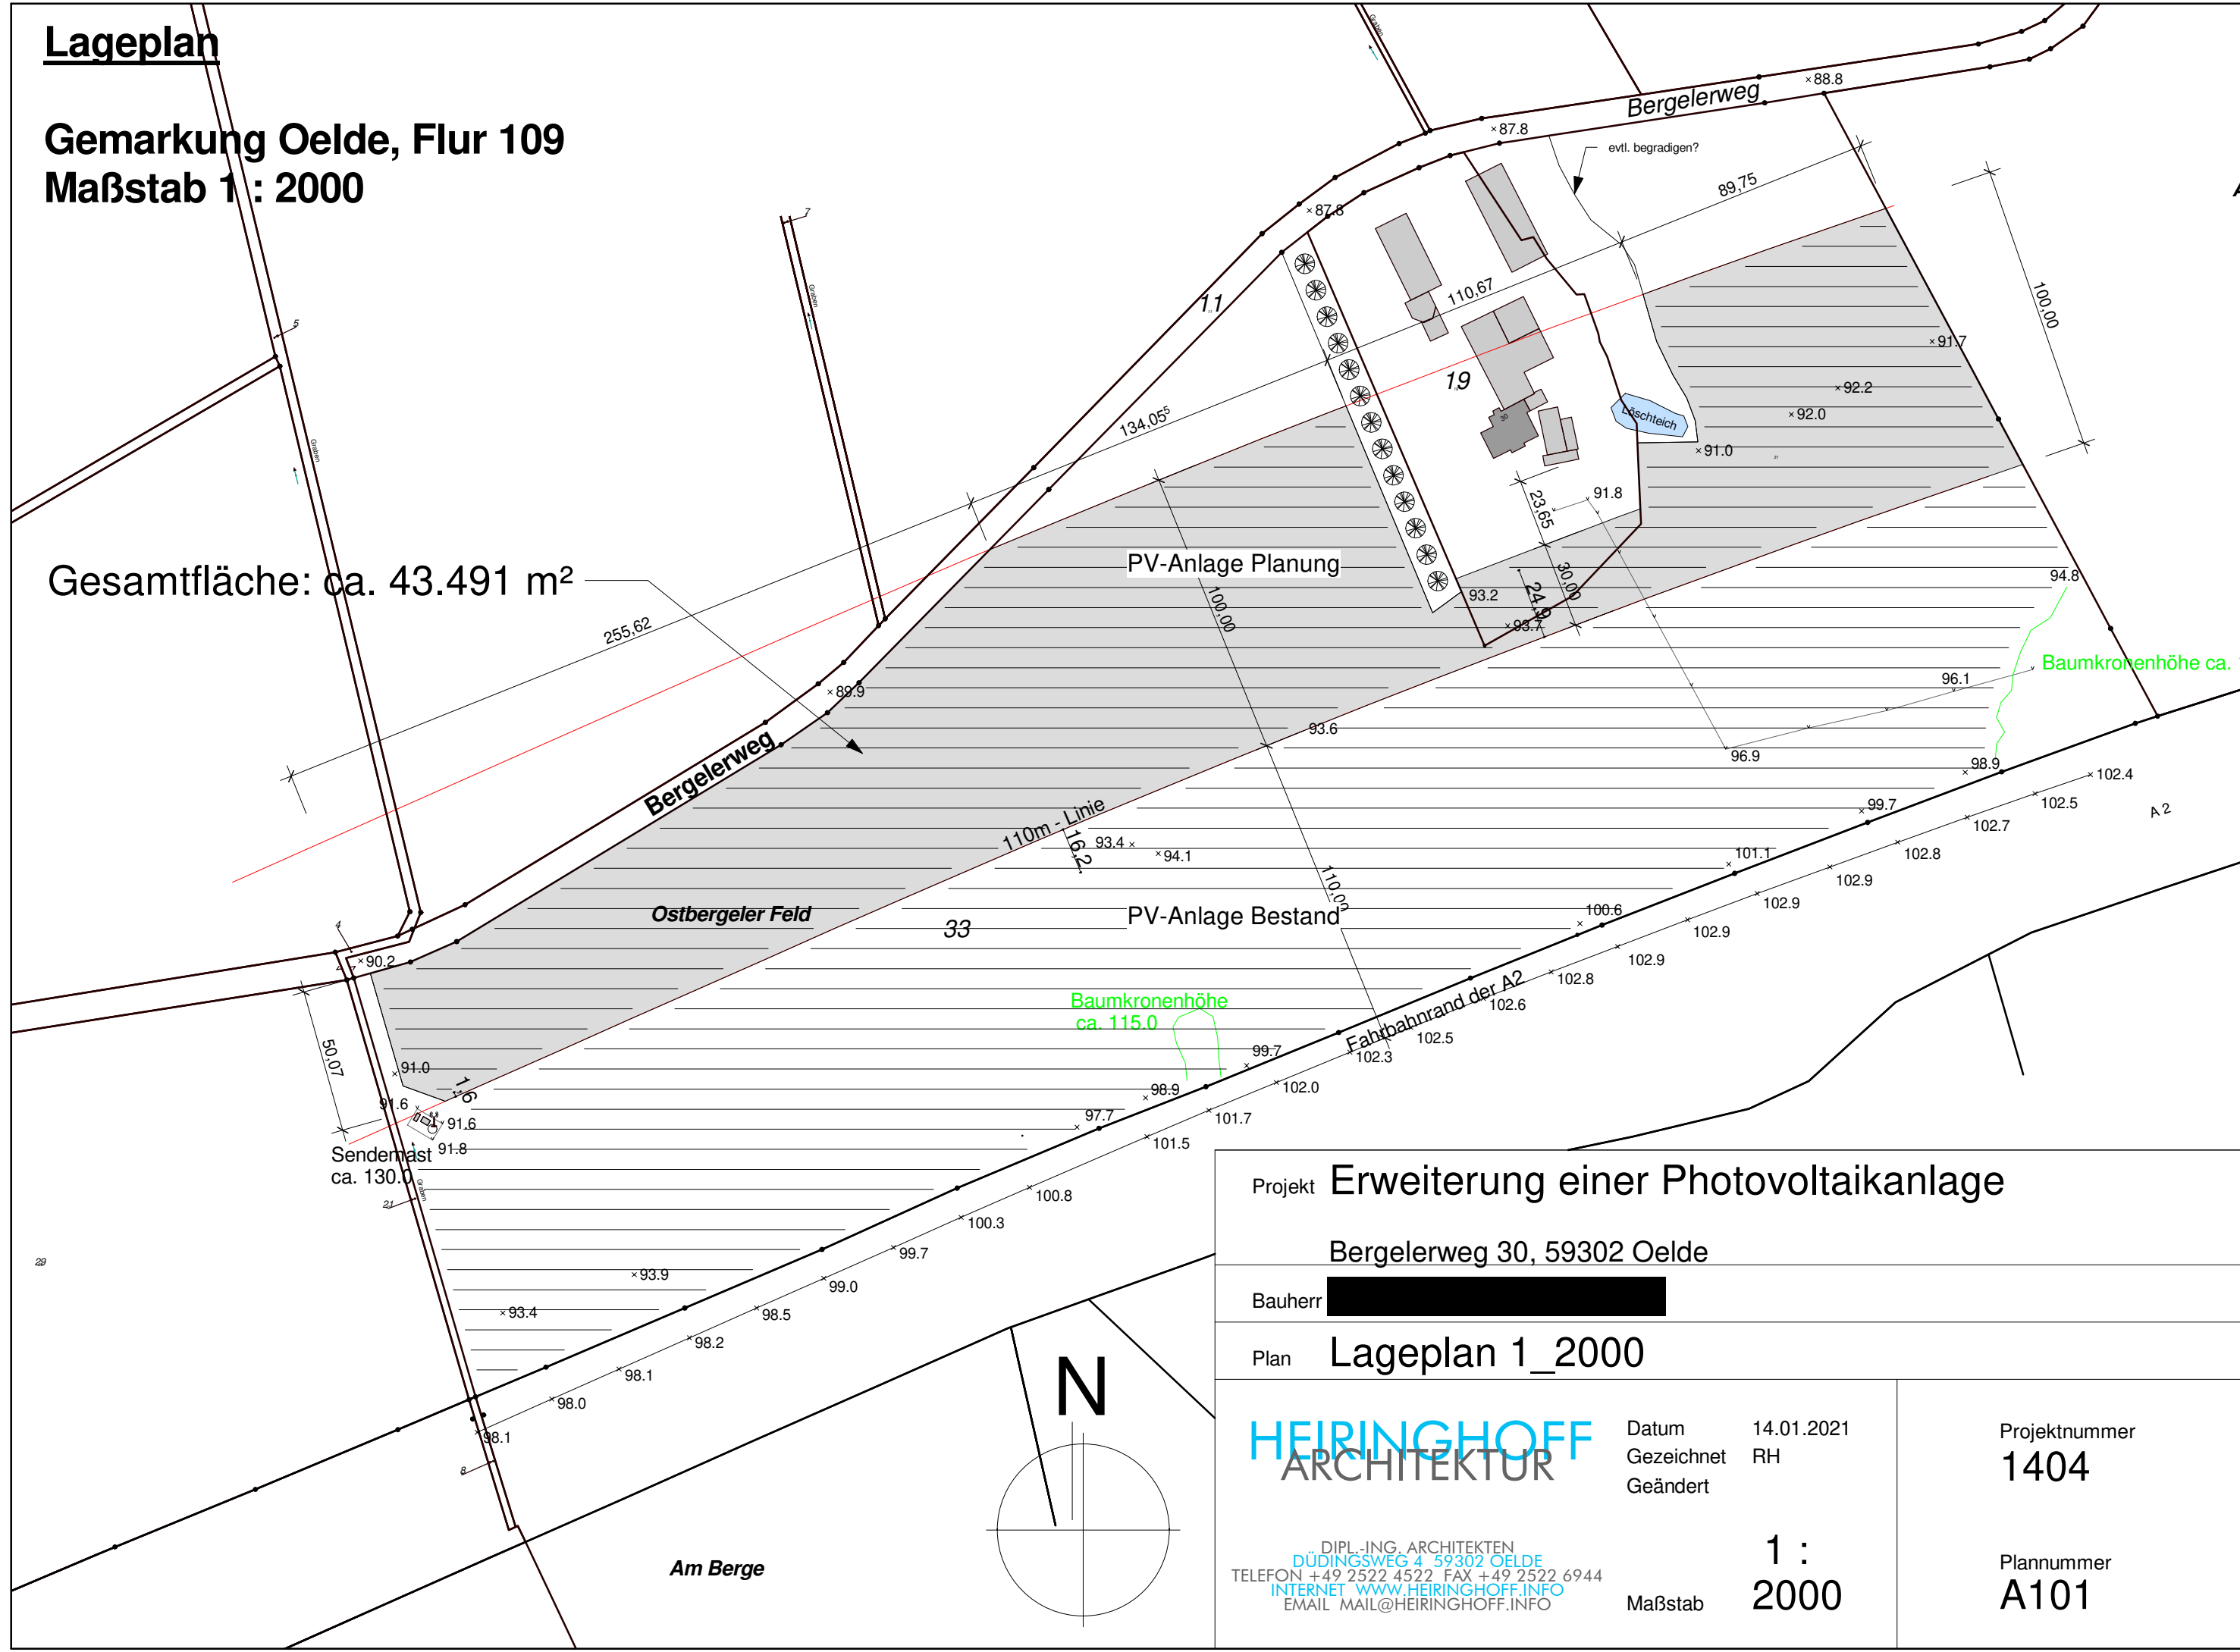 Lageplan
Gemarkung Oelde, Flur 109
Maßstab 1 : 2000
Graben
Bergelerweg
×88.8
×87.8
evtl. begradigen?
×87.8
89,75
100,00
7
Graben
11
110,67
5
×91.7
19
×92.2
×92.0
30
Löschteich
134,05⁵
Graben
×91.0
91.8
23,65
PV-Anlage Planung
Gesamtfläche: ca. 43.491 m²
100,00
30,00
24,9
93.2
×93.7
94.8
255,62
Baumkronenhöhe ca.
96.1
×89.9
93.6
96.9
Bergelerweg
98.9
×102.4
102.5
A 2
110m - Linie
16,2
93.4 ×
×94.1
99.7
102.7
102.8
101.1
102.9
110,00
102.9
Ostbergeler Feld
33
PV-Anlage Bestand
100.6
102.9
4
×90.2
102.9
102.8
Baumkronenhöhe
ca. 115.0
Fahrbahnrand der A2
102.6
102.5
50,07
99.7
102.3
91.0
1,6
98.9
102.0
91.6
91.6
97.7
101.7
91.8
Sendemast
ca. 130.0
101.5
Graben
21
100.8
100.3
29
99.7
×93.9
99.0
×93.4
98.5
98.2
98.1
98.0
98.1
8
N
Am Berge
Projekt Erweiterung einer Photovoltaikanlage
Bergelerweg 30, 59302 Oelde
Bauherr
Plan Lageplan 1_2000
HEIRINGHOFF
ARCHITEKTUR
Datum 14.01.2021
Gezeichnet RH
Geändert
Projektnummer
1404
DIPL.-ING. ARCHITEKTEN
DÜDINGSWEG 4 59302 OELDE
TELEFON +49 2522 4522 FAX +49 2522 6944
INTERNET WWW.HEIRINGHOFF.INFO
EMAIL MAIL@HEIRINGHOFF.INFO
Maßstab 1 :
2000
Plannummer
A101